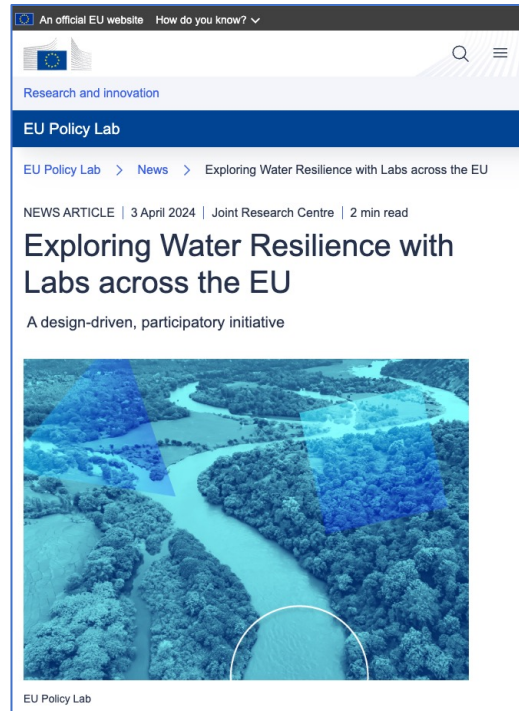 An official EU website How do you know?
Research and innovation
EU Policy Lab
EU Policy Lab > News > Exploring Water Resilience with Labs across the EU
NEWS ARTICLE | 3 April 2024 | Joint Research Centre | 2 min read
Exploring Water Resilience with
Labs across the EU
A design-driven, participatory initiative
EU Policy Lab